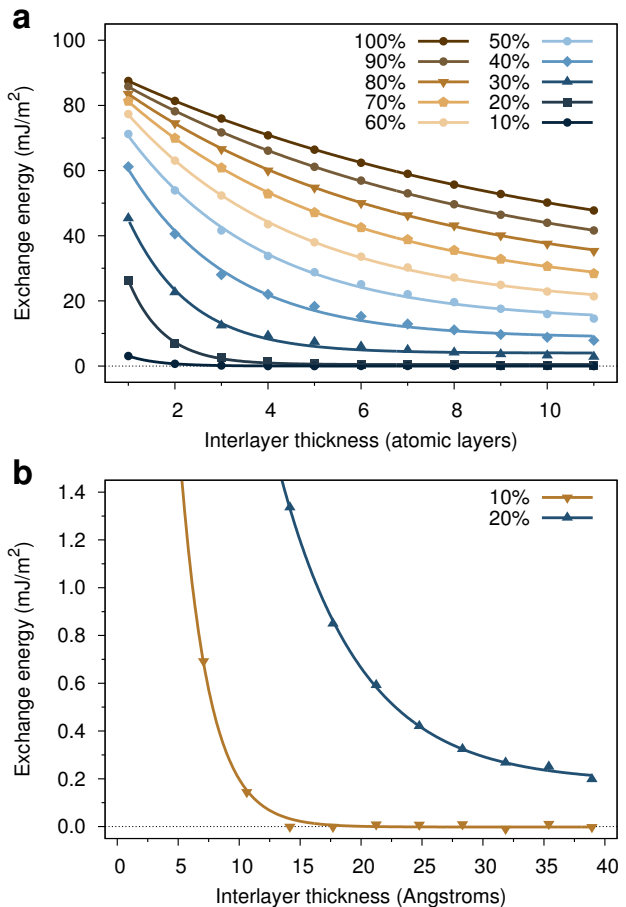 a
100
80
60
40
20
0
Exchange energy (mJ/m²)
100% 50%
90% 40%
80% 30%
70% 20%
60% 10%
2 4 6 8 10
Interlayer thickness (atomic layers)
b
1.4
1.2
1.0
0.8
0.6
0.4
0.2
0.0
Exchange energy (mJ/m²)
10%
20%
0 5 10 15 20 25 30 35 40
Interlayer thickness (Angstroms)